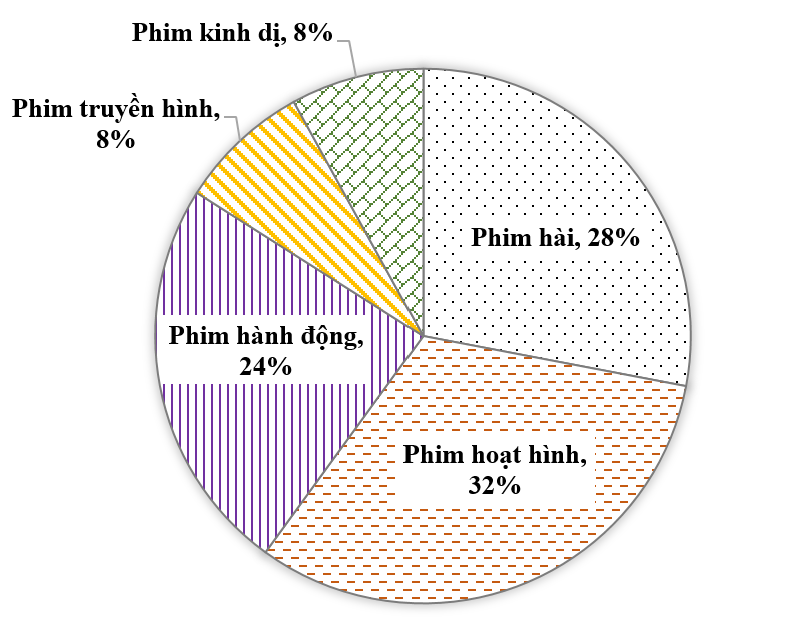 Phim kinh dị, 8%
Phim truyền hình,
8%
Phim hài, 28%
Phim hành động,
24%
Phim hoạt hình,
32%